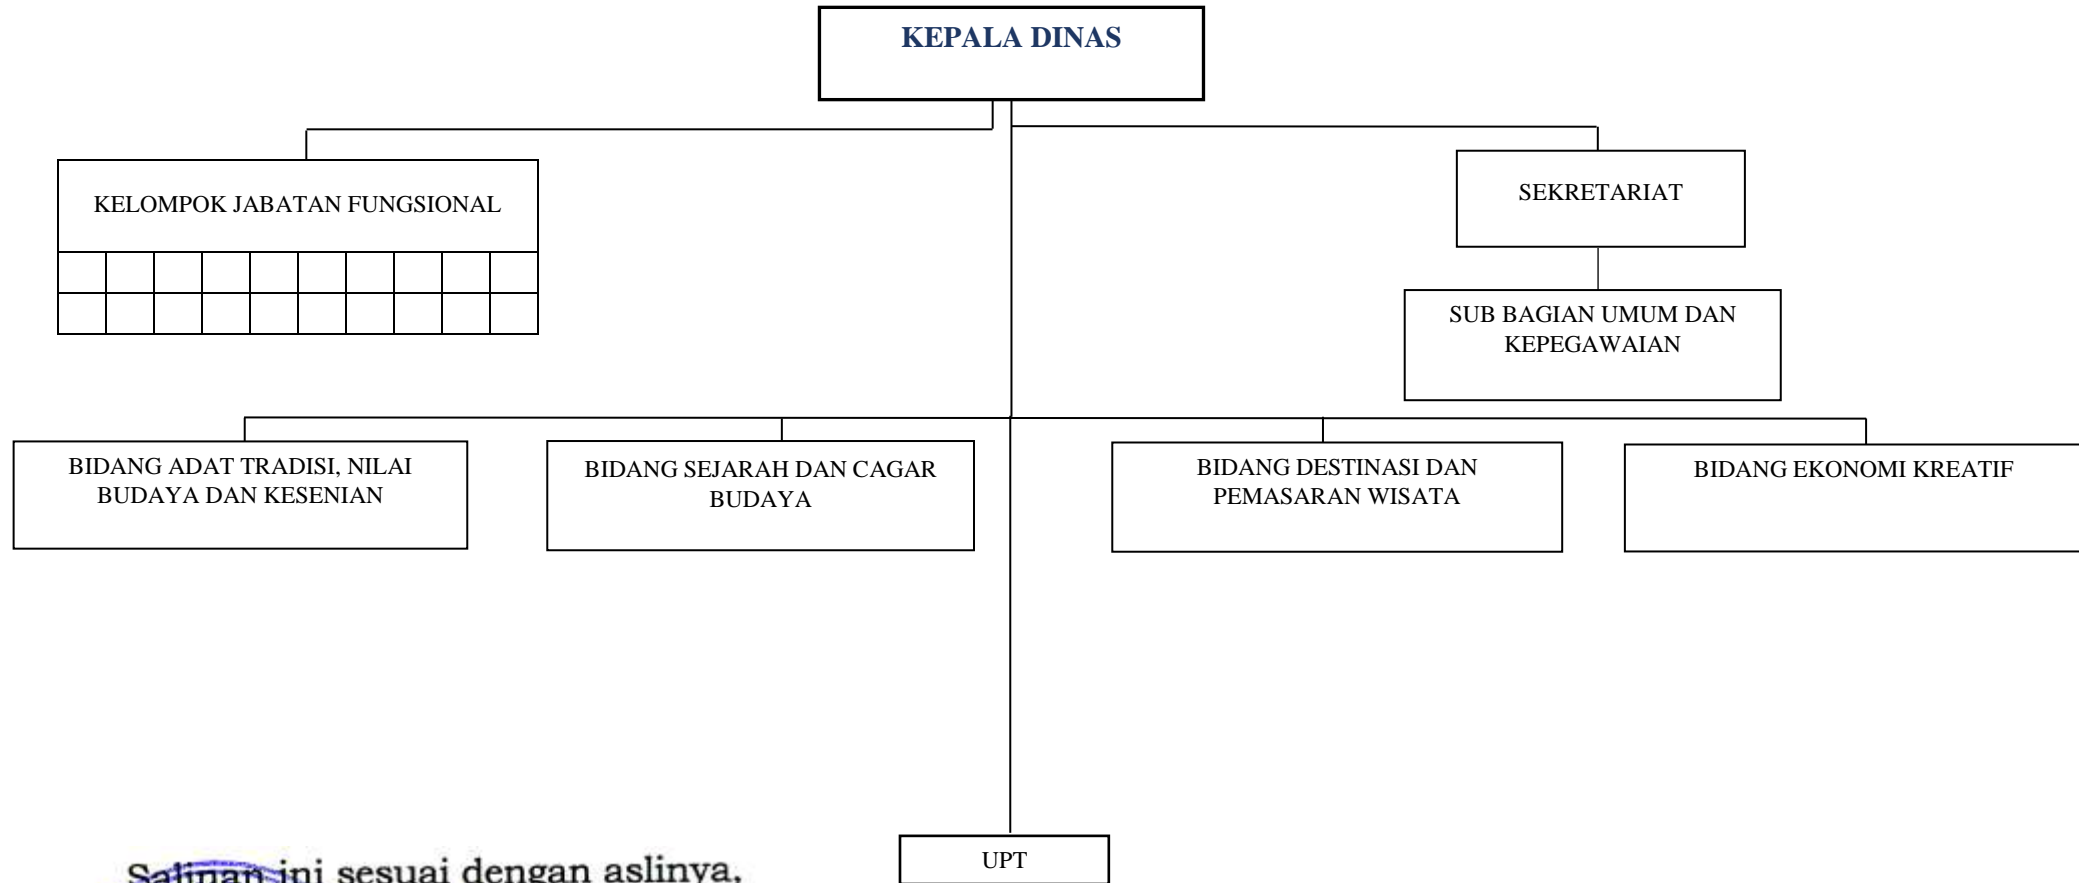 KEPALA DINAS
KELOMPOK JABATAN FUNGSIONAL
SEKRETARIAT
SUB BAGIAN UMUM DAN
KEPEGAWAIAN
BIDANG ADAT TRADISI, NILAI
BUDAYA DAN KESENIAN
BIDANG SEJARAH DAN CAGAR
BUDAYA
BIDANG DESTINASI DAN
PEMASARAN WISATA
BIDANG EKONOMI KREATIF
UPT
Salinan ini sesuai dengan aslinya,